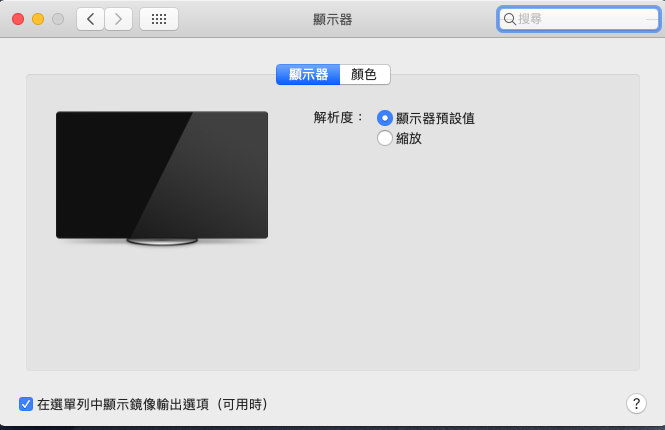 顯示器
搜尋
顯示器 顏色
解析度： 顯示器預設值
縮放
在選單列中顯示鏡像輸出選項（可用時）
?